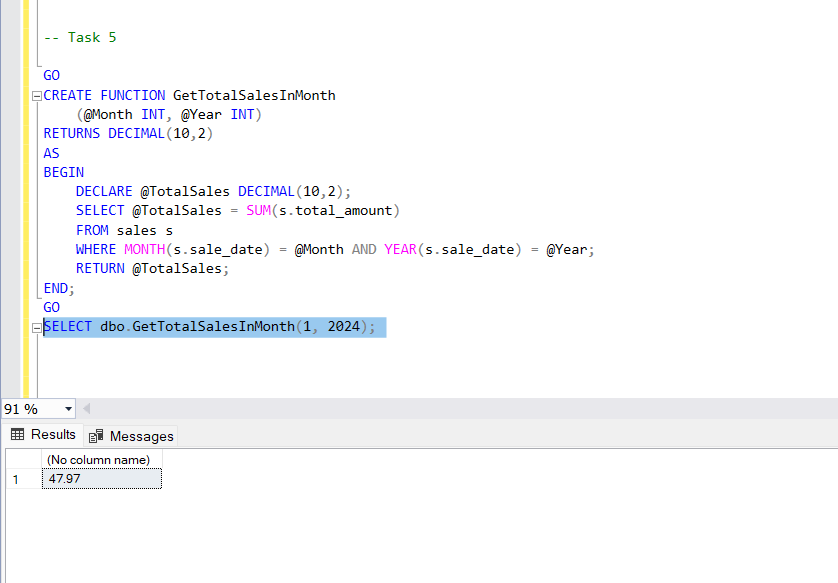 -- Task 5
GO
CREATE FUNCTION GetTotalSalesInMonth
(@Month INT, @Year INT)
RETURNS DECIMAL(10,2)
AS
BEGIN
DECLARE @TotalSales DECIMAL(10,2);
SELECT @TotalSales = SUM(s.total_amount)
FROM sales s
WHERE MONTH(s.sale_date) = @Month AND YEAR(s.sale_date) = @Year;
RETURN @TotalSales;
END;
GO
SELECT dbo.GetTotalSalesInMonth(1, 2024);
91 %
Results Messages
(No column name)
1 47.97